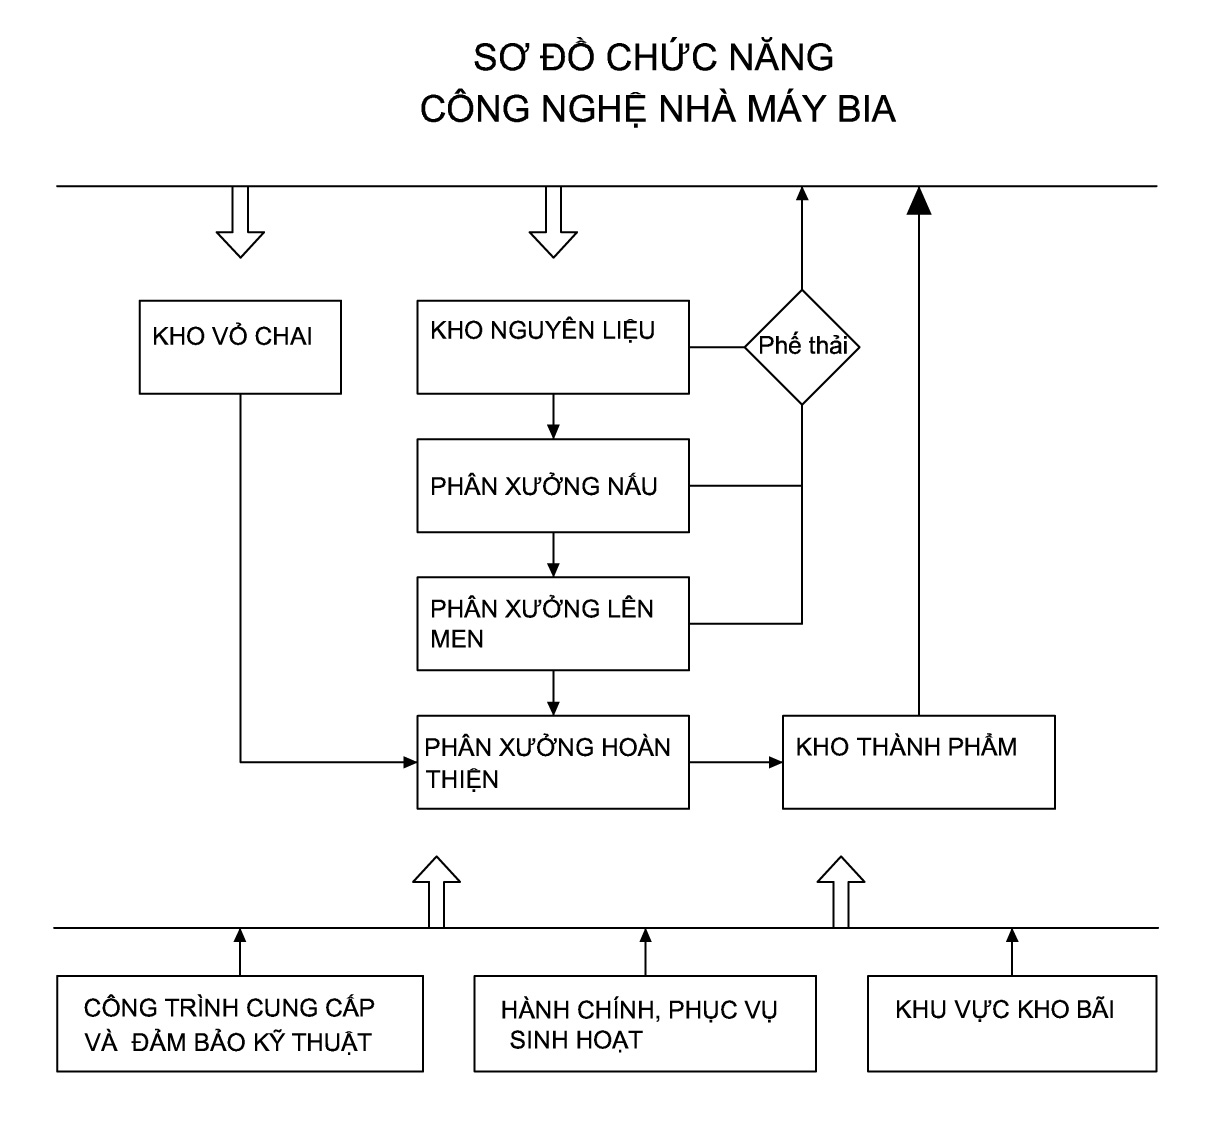 SƠ ĐỒ CHỨC NĂNG
CÔNG NGHỆ NHÀ MÁY BIA
KHO VỎ CHAI
KHO NGUYÊN LIỆU
Phế thải
PHÂN XƯỞNG NẤU
PHÂN XƯỞNG LÊN
MEN
PHÂN XƯỞNG HOÀN
THIỆN
KHO THÀNH PHẨM
CÔNG TRÌNH CUNG CẤP
VÀ ĐẢM BẢO KỸ THUẬT
HÀNH CHÍNH, PHỤC VỤ
SINH HOẠT
KHU VỰC KHO BÃI